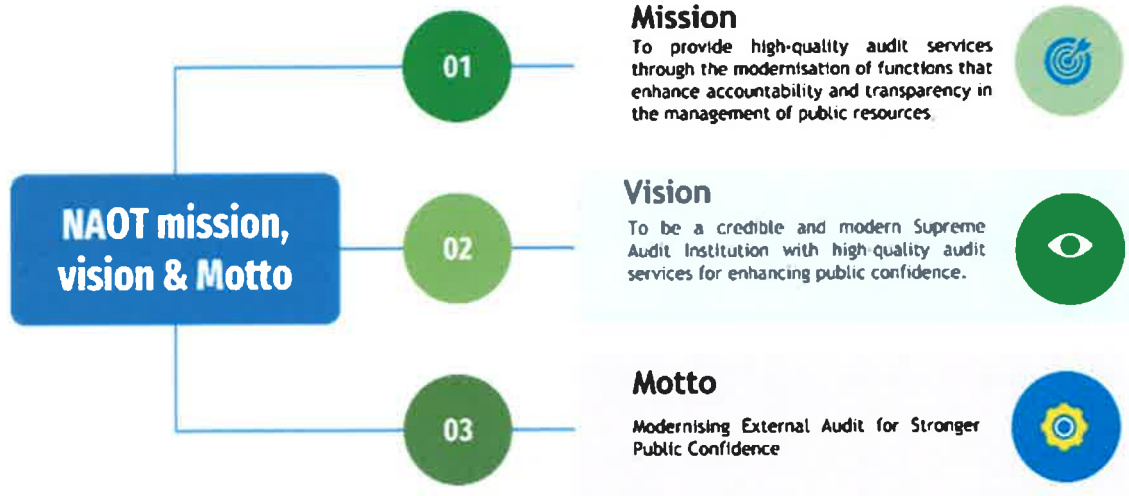 NAOT mission,
vision & Motto
01
Mission
To provide high-quality audit services
through the modernisation of functions that
enhance accountability and transparency in
the management of public resources
02
Vision
To be a credible and modern Supreme
Audit Institution with high-quality audit
services for enhancing public confidence.
03
Motto
Modernising External Audit for Stronger
Public Confidence